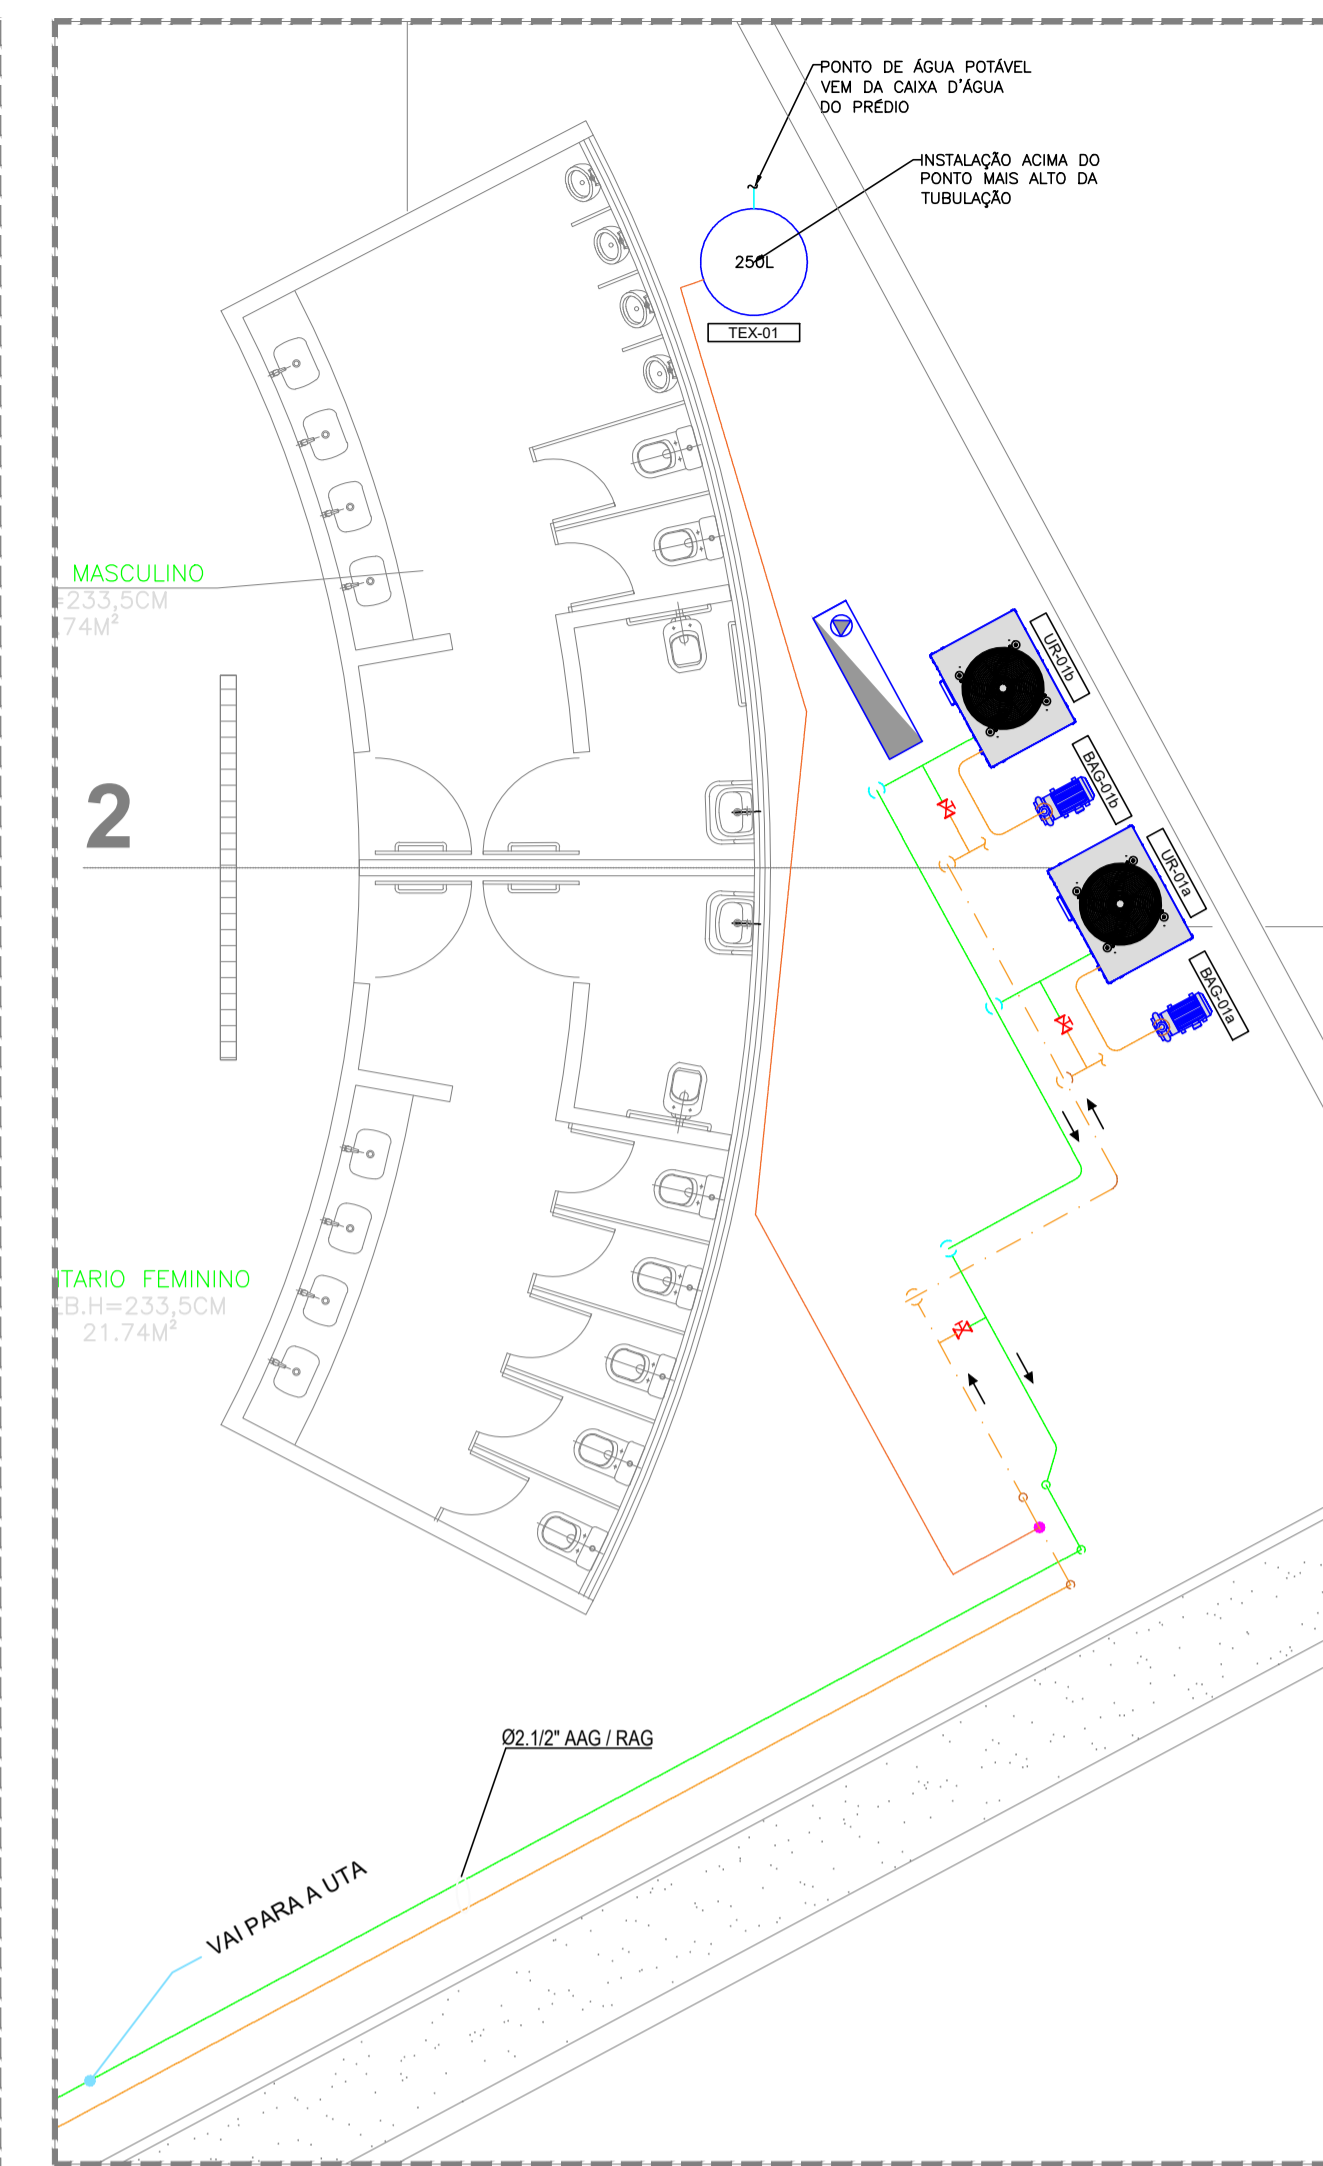 PONTO DE ÁGUA POTÁVEL
VEM DA CAIXA D'ÁGUA
DO PRÉDIO
INSTALAÇÃO ACIMA DO
PONTO MAIS ALTO DA
TUBULAÇÃO
250L
TEX-01
MASCULINO
=233,5CM
.74M²
UR-01b
BAG-01b
2
UR-01a
BAG-01a
ITARIO FEMININO
EB.H=233,5CM
21.74M²
Ø2.1/2" AAG / RAG
VAI PARA A UTA